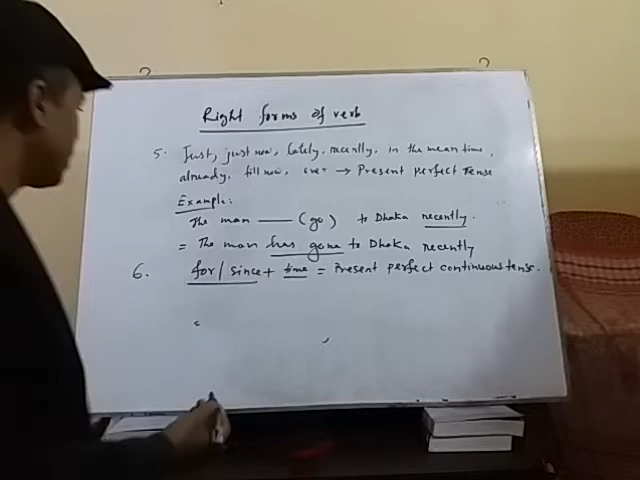 Right forms of verb
5. Just, just now, lately, recently, in the mean time,
already, till now, ever → Present perfect Tense
Example:
The man —— (go) to Dhaka recently.
= The man has gone to Dhaka recently
6. for / since + time = Present perfect continuous tense.